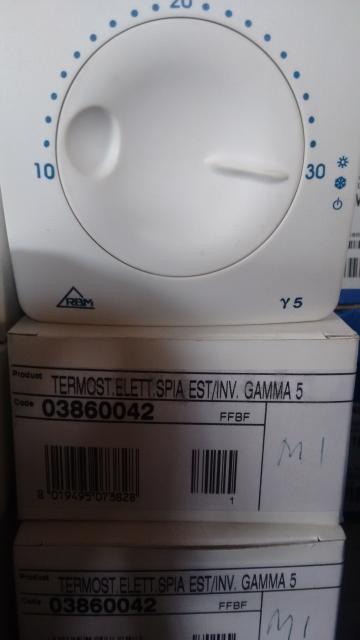 20
10
30
RBM
γ5
Product TERMOST.ELETT.SPIA EST/INV. GAMMA 5
Code 03860042 FFBF
M1
8 019495 073828
1
Product TERMOST.ELETT.SPIA EST/INV. GAMMA 5
Code 03860042 FFBF
M1